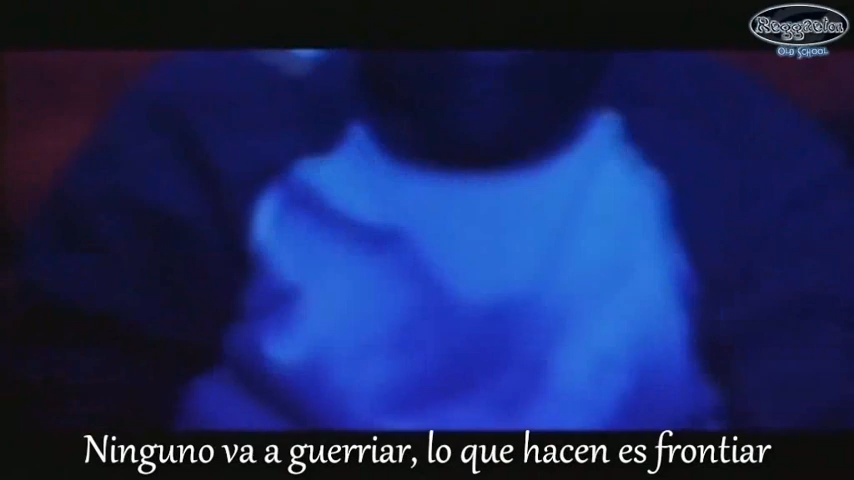 Reggaeton
Old School
Ninguno va a guerriar, lo que hacen es frontiar